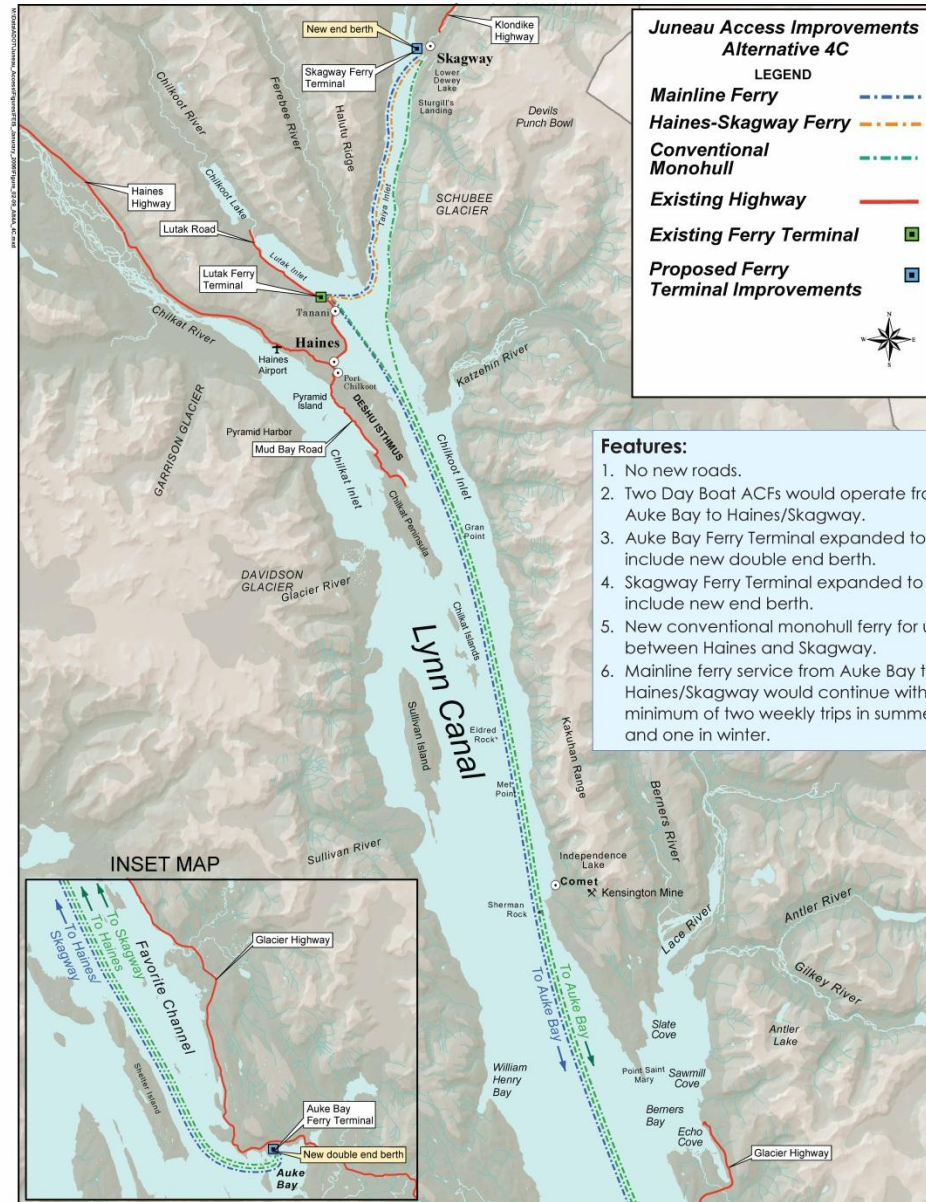 Juneau Access Improvements
Alternative 4C
LEGEND
Mainline Ferry
Haines-Skagway Ferry
Conventional
Monohull
Existing Highway
Existing Ferry Terminal
Proposed Ferry
Terminal Improvements
N
W
E
S
Features:
1. No new roads.
2. Two Day Boat ACFs would operate fro
Auke Bay to Haines/Skagway.
3. Auke Bay Ferry Terminal expanded to
include new double end berth.
4. Skagway Ferry Terminal expanded to
include new end berth.
5. New conventional monohull ferry for u
between Haines and Skagway.
6. Mainline ferry service from Auke Bay t
Haines/Skagway would continue with
minimum of two weekly trips in summe
and one in winter.
New end berth
Klondike
Highway
Skagway
Skagway Ferry
Terminal
Lower
Dewey
Lake
Sturgill's
Landing
Devils
Punch Bowl
Chilkoot River
Ferebee River
Halutu Ridge
Taiya Inlet
SCHUBEE
GLACIER
Haines
Highway
Chilkoot Lake
Lutak Road
Lutak Inlet
Lutak Ferry
Terminal
Tanani
Chilkat River
Haines
Haines
Airport
Port
Chilkoot
Katzehin River
Pyramid
Island
DESHU ISTHMUS
GARRISON GLACIER
Pyramid Harbor
Mud Bay Road
Chilkat Inlet
Chilkoot Inlet
Chilkat Peninsula
Gran
Point
DAVIDSON
GLACIER
Glacier River
Chilkat Islands
Lynn Canal
Sullivan Island
Eldred
Rock
Kakuhan Range
Met
Point
Berners River
Sullivan River
Independence
Lake
Comet
Kensington Mine
Sherman
Rock
Lace River
Antler River
Gilkey River
To Auke Bay
To Auke Bay
Slate
Cove
Antler
Lake
Point Saint
Mary
Sawmill
Cove
William
Henry
Bay
Berners
Bay
Echo
Cove
Glacier Highway
INSET MAP
To Haines/
Skagway
To Haines
To Skagway
Favorite Channel
Glacier Highway
Shelter Island
Auke Bay
Ferry Terminal
New double end berth
Auke
Bay